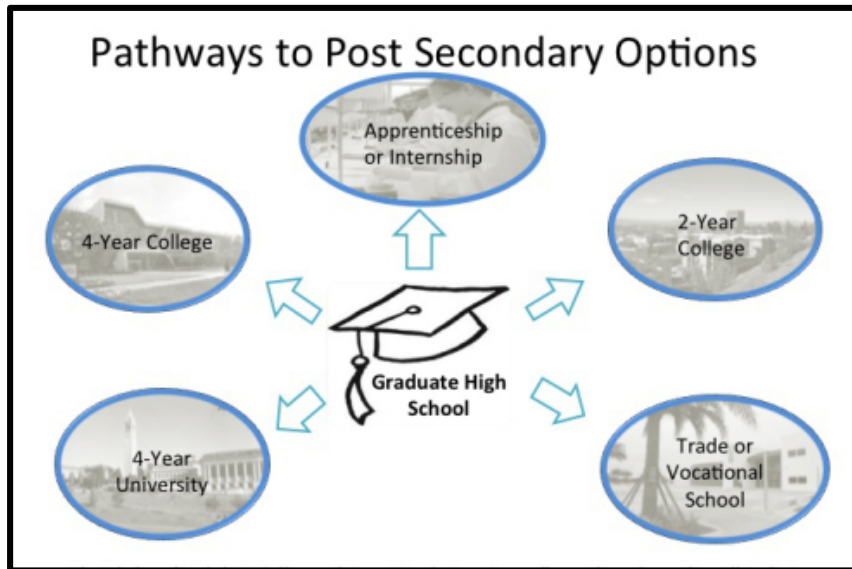 Pathways to Post Secondary Options
Apprenticeship
or Internship
4-Year College
2-Year
College
Graduate High
School
4-Year
University
Trade or
Vocational
School